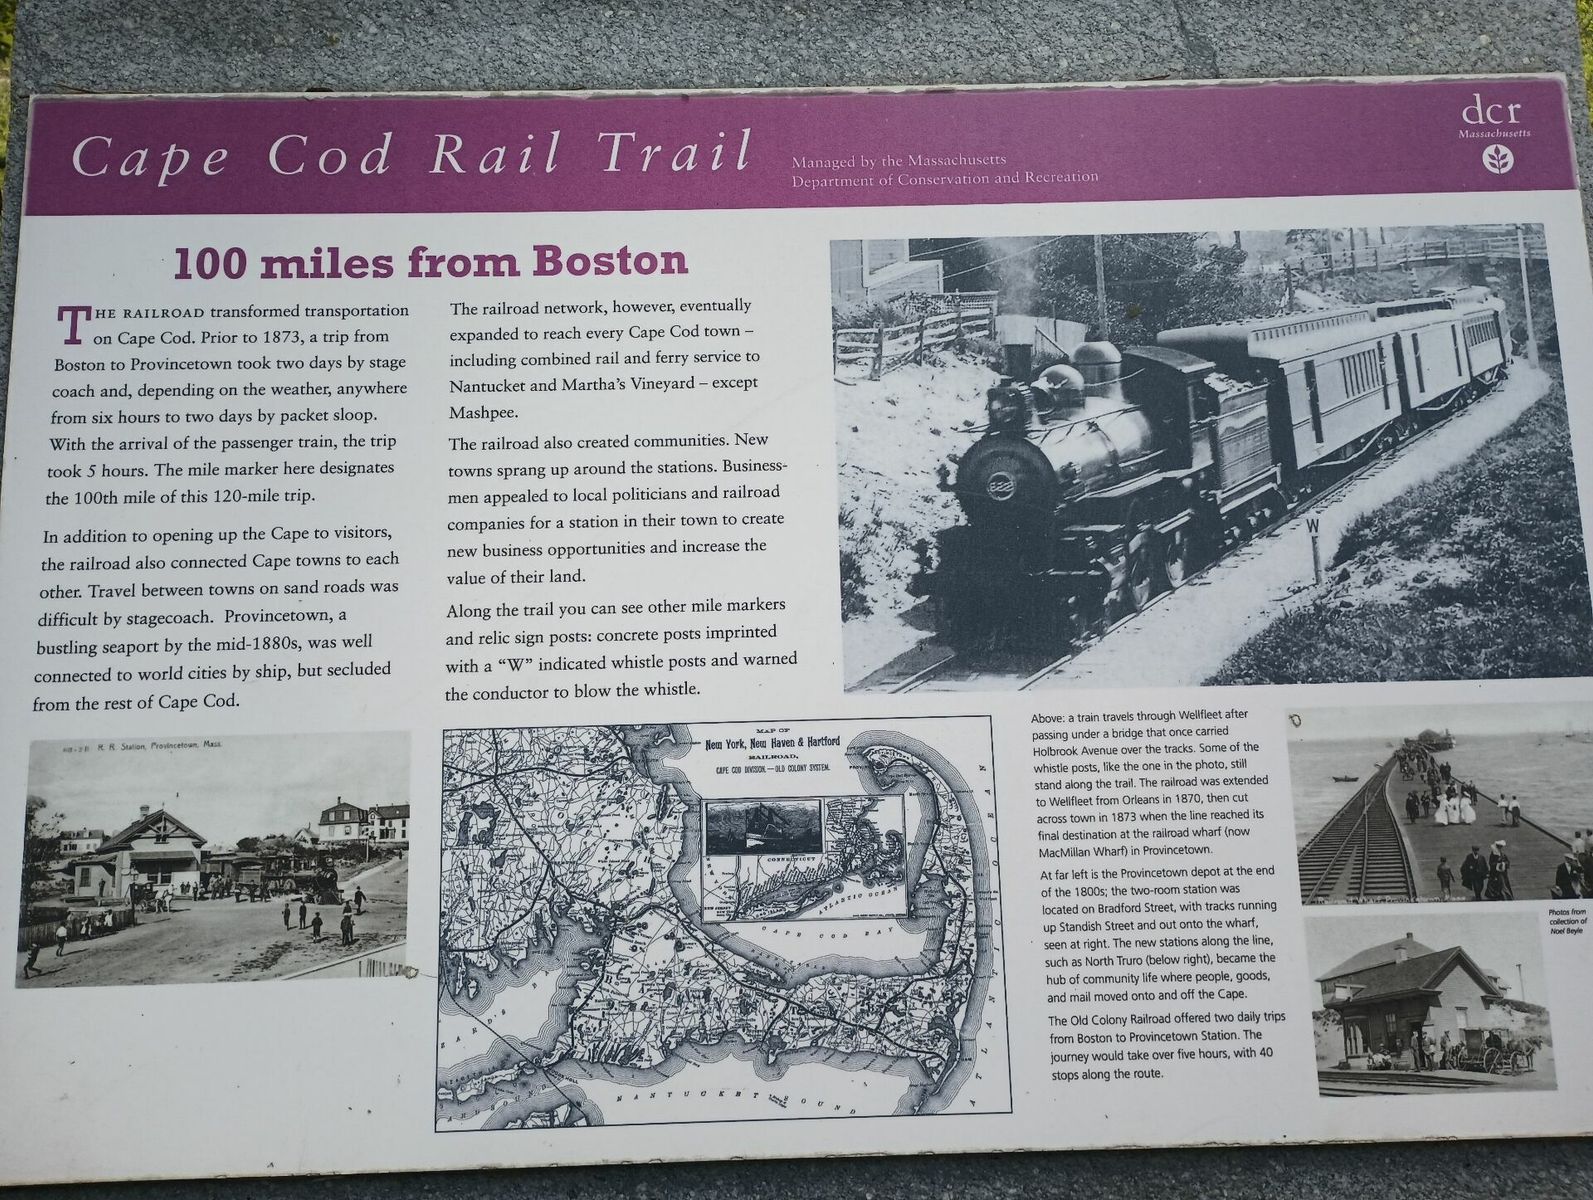 Cape Cod Rail Trail
Managed by the Massachusetts
Department of Conservation and Recreation
dcr
Massachusetts
100 miles from Boston
THE RAILROAD transformed transportation
on Cape Cod. Prior to 1873, a trip from
Boston to Provincetown took two days by stage
coach and, depending on the weather, anywhere
from six hours to two days by packet sloop.
With the arrival of the passenger train, the trip
took 5 hours. The mile marker here designates
the 100th mile of this 120-mile trip.
In addition to opening up the Cape to visitors,
the railroad also connected Cape towns to each
other. Travel between towns on sand roads was
difficult by stagecoach. Provincetown, a
bustling seaport by the mid-1880s, was well
connected to world cities by ship, but secluded
from the rest of Cape Cod.
The railroad network, however, eventually
expanded to reach every Cape Cod town –
including combined rail and ferry service to
Nantucket and Martha's Vineyard – except
Mashpee.
The railroad also created communities. New
towns sprang up around the stations. Business-
men appealed to local politicians and railroad
companies for a station in their town to create
new business opportunities and increase the
value of their land.
Along the trail you can see other mile markers
and relic sign posts: concrete posts imprinted
with a “W” indicated whistle posts and warned
the conductor to blow the whistle.
W
R. R. Station, Provincetown, Mass.
MAP OF
New York, New Haven & Hartford
RAILROAD,
CAPE COD DIVISION.—OLD COLONY SYSTEM.
CONNECTICUT
ATLANTIC OCEAN
CAPE COD BAY
ATLANTIC OCEAN
NANTUCKET SOUND
Above: a train travels through Wellfleet after
passing under a bridge that once carried
Holbrook Avenue over the tracks. Some of the
whistle posts, like the one in the photo, still
stand along the trail. The railroad was extended
to Wellfleet from Orleans in 1870, then cut
across town in 1873 when the line reached its
final destination at the railroad wharf (now
MacMillan Wharf) in Provincetown.
At far left is the Provincetown depot at the end
of the 1800s; the two-room station was
located on Bradford Street, with tracks running
up Standish Street and out onto the wharf,
seen at right. The new stations along the line,
such as North Truro (below right), became the
hub of community life where people, goods,
and mail moved onto and off the Cape.
The Old Colony Railroad offered two daily trips
from Boston to Provincetown Station. The
journey would take over five hours, with 40
stops along the route.
Photos from
collection of
Noel Beyle